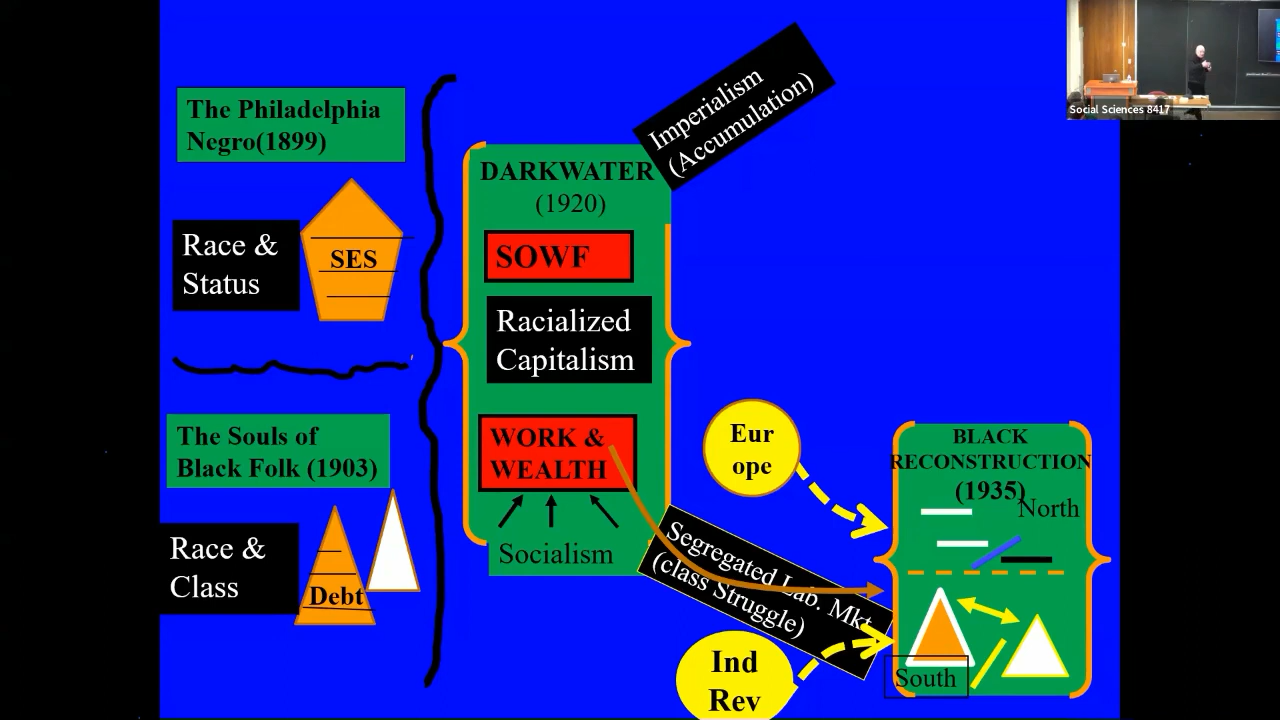 The Philadelphia
Negro(1899)
Race &
Status
SES
The Souls of
Black Folk (1903)
Race &
Class
Debt
DARKWATER
(1920)
SOWF
Racialized
Capitalism
WORK &
WEALTH
Socialism
Imperialism
(Accumulation)
Segregated Lab. Mkt
(class Struggle)
Eur
ope
Ind
Rev
BLACK
RECONSTRUCTION
(1935)
North
South
Social Sciences 8417